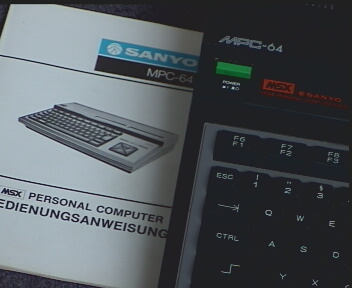 SANYO
MPC-64
MSX PERSONAL COMPUTER
EDIENUNGSANWEISUNG
MPC-64
POWER
MSX SANYO
F6 F7 F8
F1 F2 F3
ESC ! " §
1 2 3
Q W E
CTRL A S D
Y X